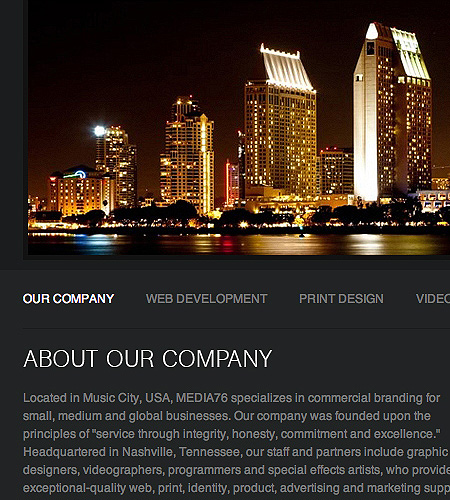 OUR COMPANY WEB DEVELOPMENT PRINT DESIGN
ABOUT OUR COMPANY
Located in Music City, USA, MEDIA76 specializes in commercial branding for
small, medium and global businesses. Our company was founded upon the
principles of "service through integrity, honesty, commitment and excellence."
Headquartered in Nashville, Tennessee, our staff and partners include graphic
designers, videographers, programmers and special effects artists, who provide
exceptional-quality web, print, identity, product, advertising and marketing